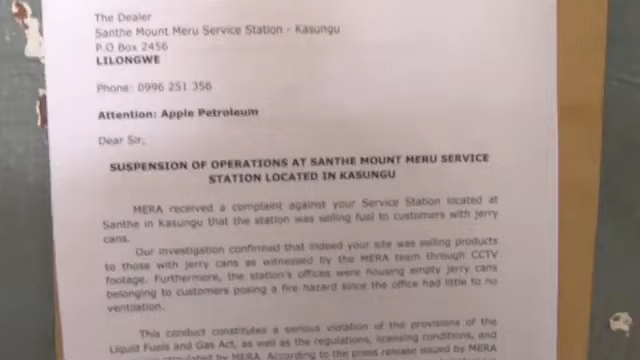 The Dealer
Santhe Mount Meru Service Station - Kasungu
P.O Box 2456
LILONGWE
Phone: 0996 251 356
Attention: Apple Petroleum
Dear Sir,
SUSPENSION OF OPERATIONS AT SANTHE MOUNT MERU SERVICE
STATION LOCATED IN KASUNGU
MERA received a complaint against your Service Station located at
Santhe in Kasungu that the station was selling fuel to customers with jerry
cans.
Our investigation confirmed that indeed your site was selling products
to those with jerry cans as witnessed by the MERA team through CCTV
footage. Furthermore, the station's offices were housing empty jerry cans
belonging to customers posing a fire hazard since the office had little to no
ventilation.
This conduct constitutes a serious violation of the provisions of the
Liquid Fuels and Gas Act, as well as the regulations, licensing conditions, and
by MERA. According to the press release issued by MERA